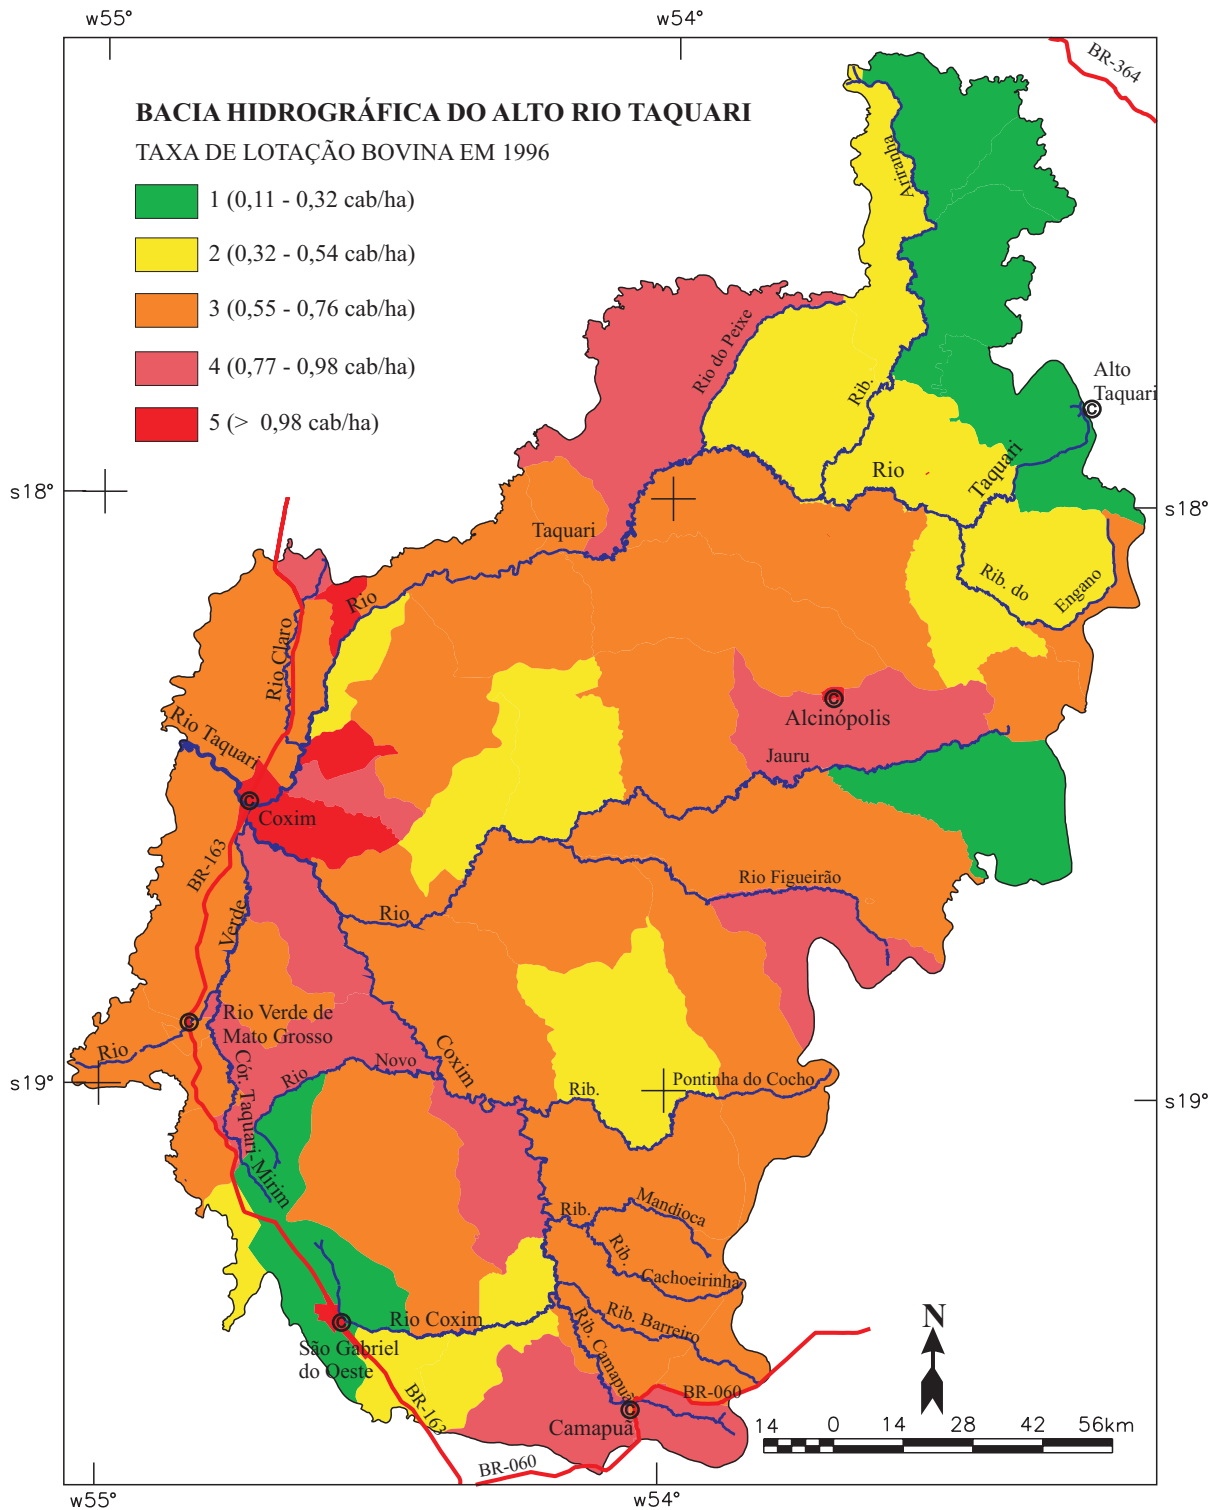 w55°
w54°
BR-364
BACIA HIDROGRÁFICA DO ALTO RIO TAQUARI
TAXA DE LOTAÇÃO BOVINA EM 1996
1 (0,11 - 0,32 cab/ha)
2 (0,32 - 0,54 cab/ha)
3 (0,55 - 0,76 cab/ha)
4 (0,77 - 0,98 cab/ha)
5 (> 0,98 cab/ha)
Ariranha
Rio do Peixe
Rib.
Alto
Taquari
Rio
Taquari
s18°
s18°
Taquari
Rib. do
Engano
Rio
Rio Claro
Rio Taquari
Alcinópolis
Jauru
Coxim
BR-163
Rio Figueirão
Verde
Rio
Rio Verde de
Mato Grosso
Rio
Cór. Taquari-Mirim
Rio
Novo
Coxim
s19°
Rib.
Pontinha do Cocho
s19°
Mandioca
Rib.
Rib.
Cachoeirinha
Rib. Barreiro
Rib. Camapuã
Rio Coxim
São Gabriel
do Oeste
BR-163
BR-060
Camapuã
BR-060
N
14 0 14 28 42 56km
w55°
w54°